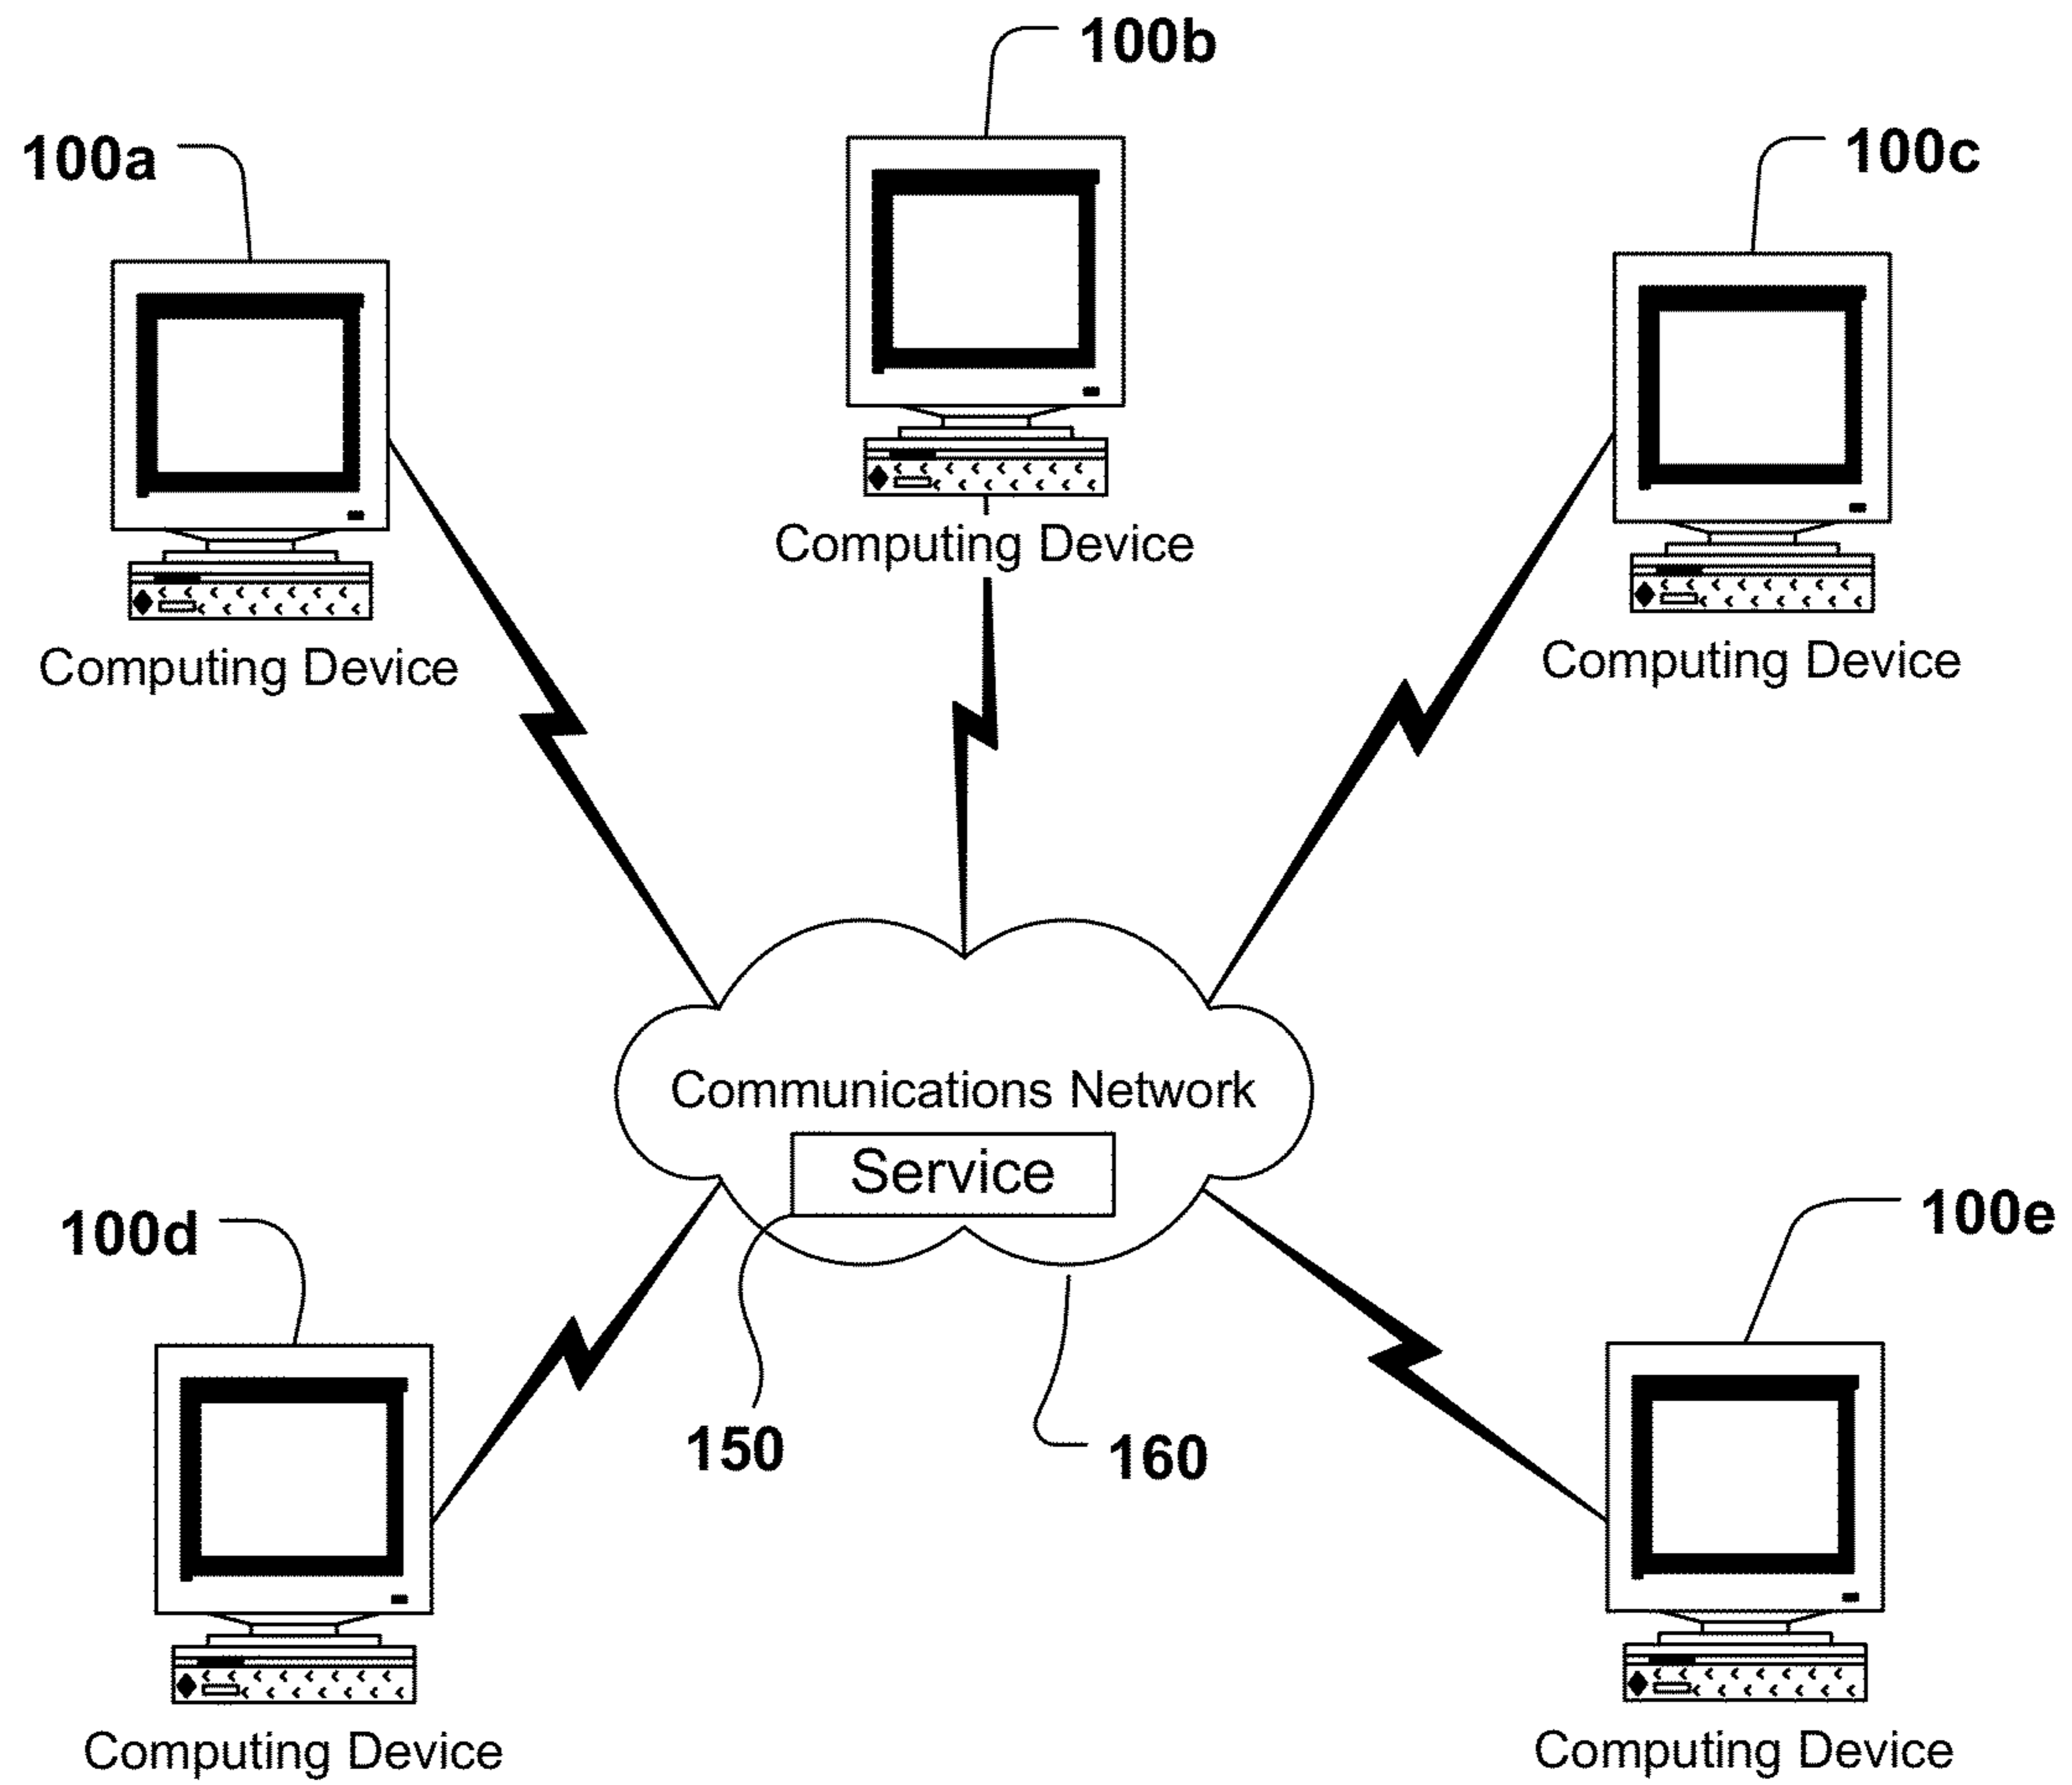 100b
100a
100c
Computing Device
Computing Device
Computing Device
Communications Network
Service
100d
100e
150
160
Computing Device
Computing Device